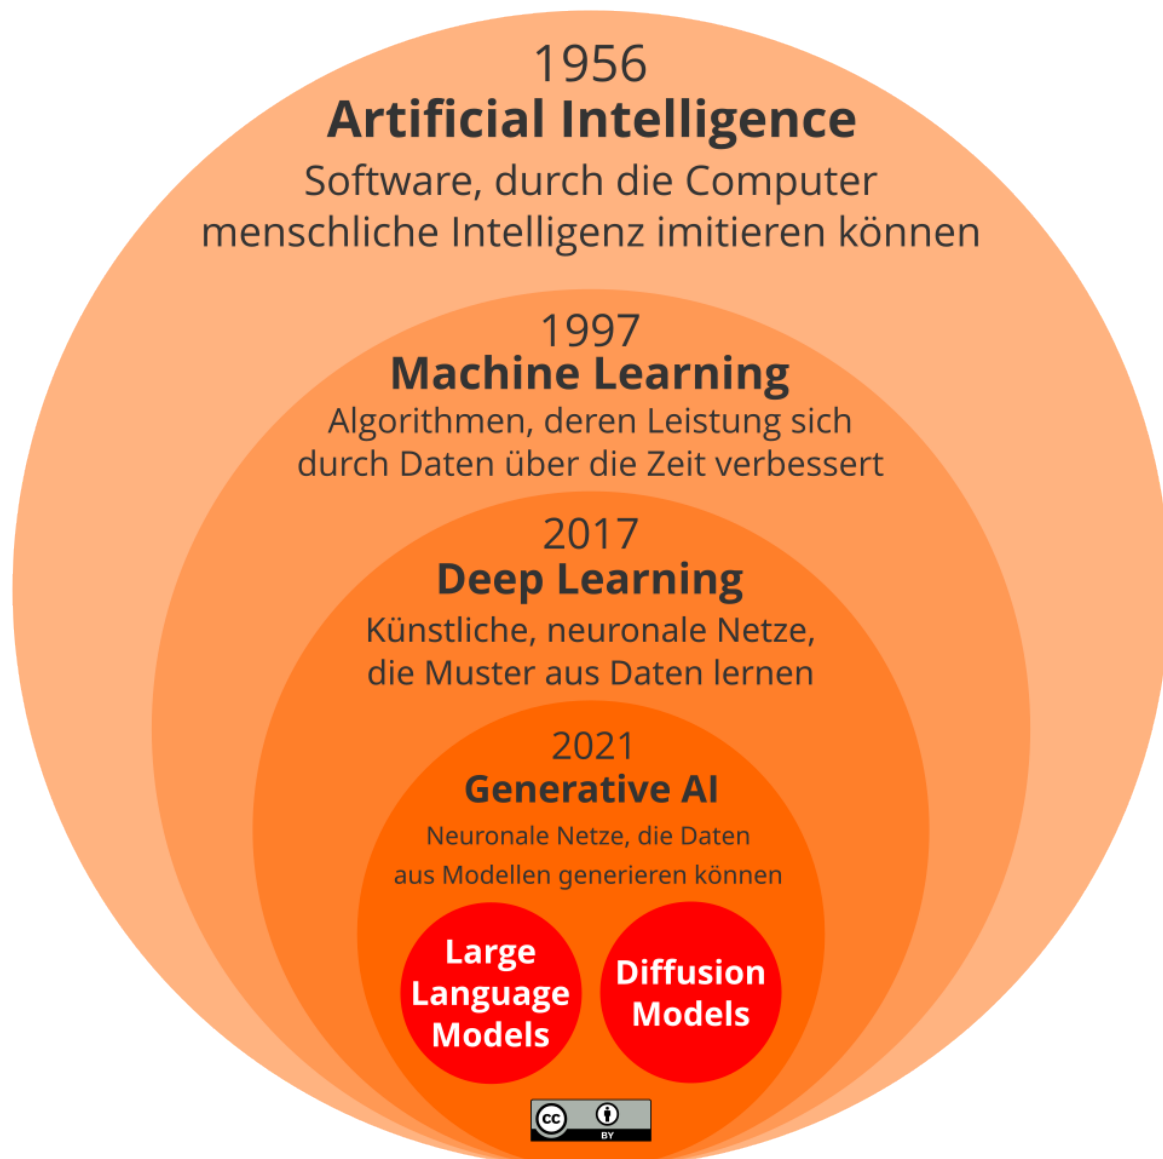 1956
Artificial Intelligence
Software, durch die Computer
menschliche Intelligenz imitieren können
1997
Machine Learning
Algorithmen, deren Leistung sich
durch Daten über die Zeit verbessert
2017
Deep Learning
Künstliche, neuronale Netze,
die Muster aus Daten lernen
2021
Generative AI
Neuronale Netze, die Daten
aus Modellen generieren können
Large
Language
Models
Diffusion
Models
cc
BY